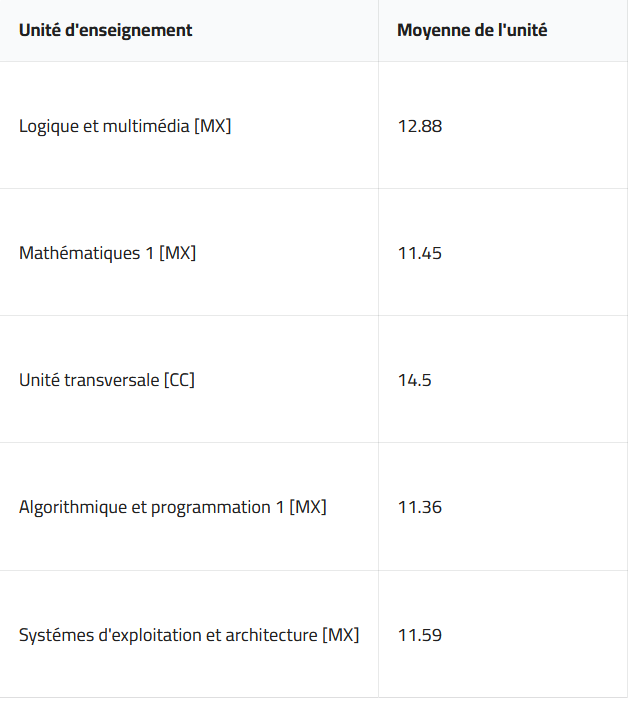 Unité d'enseignement Moyenne de l'unité
Logique et multimédia [MX] 12.88
Mathématiques 1 [MX] 11.45
Unité transversale [CC] 14.5
Algorithmique et programmation 1 [MX] 11.36
Systémes d'exploitation et architecture [MX] 11.59